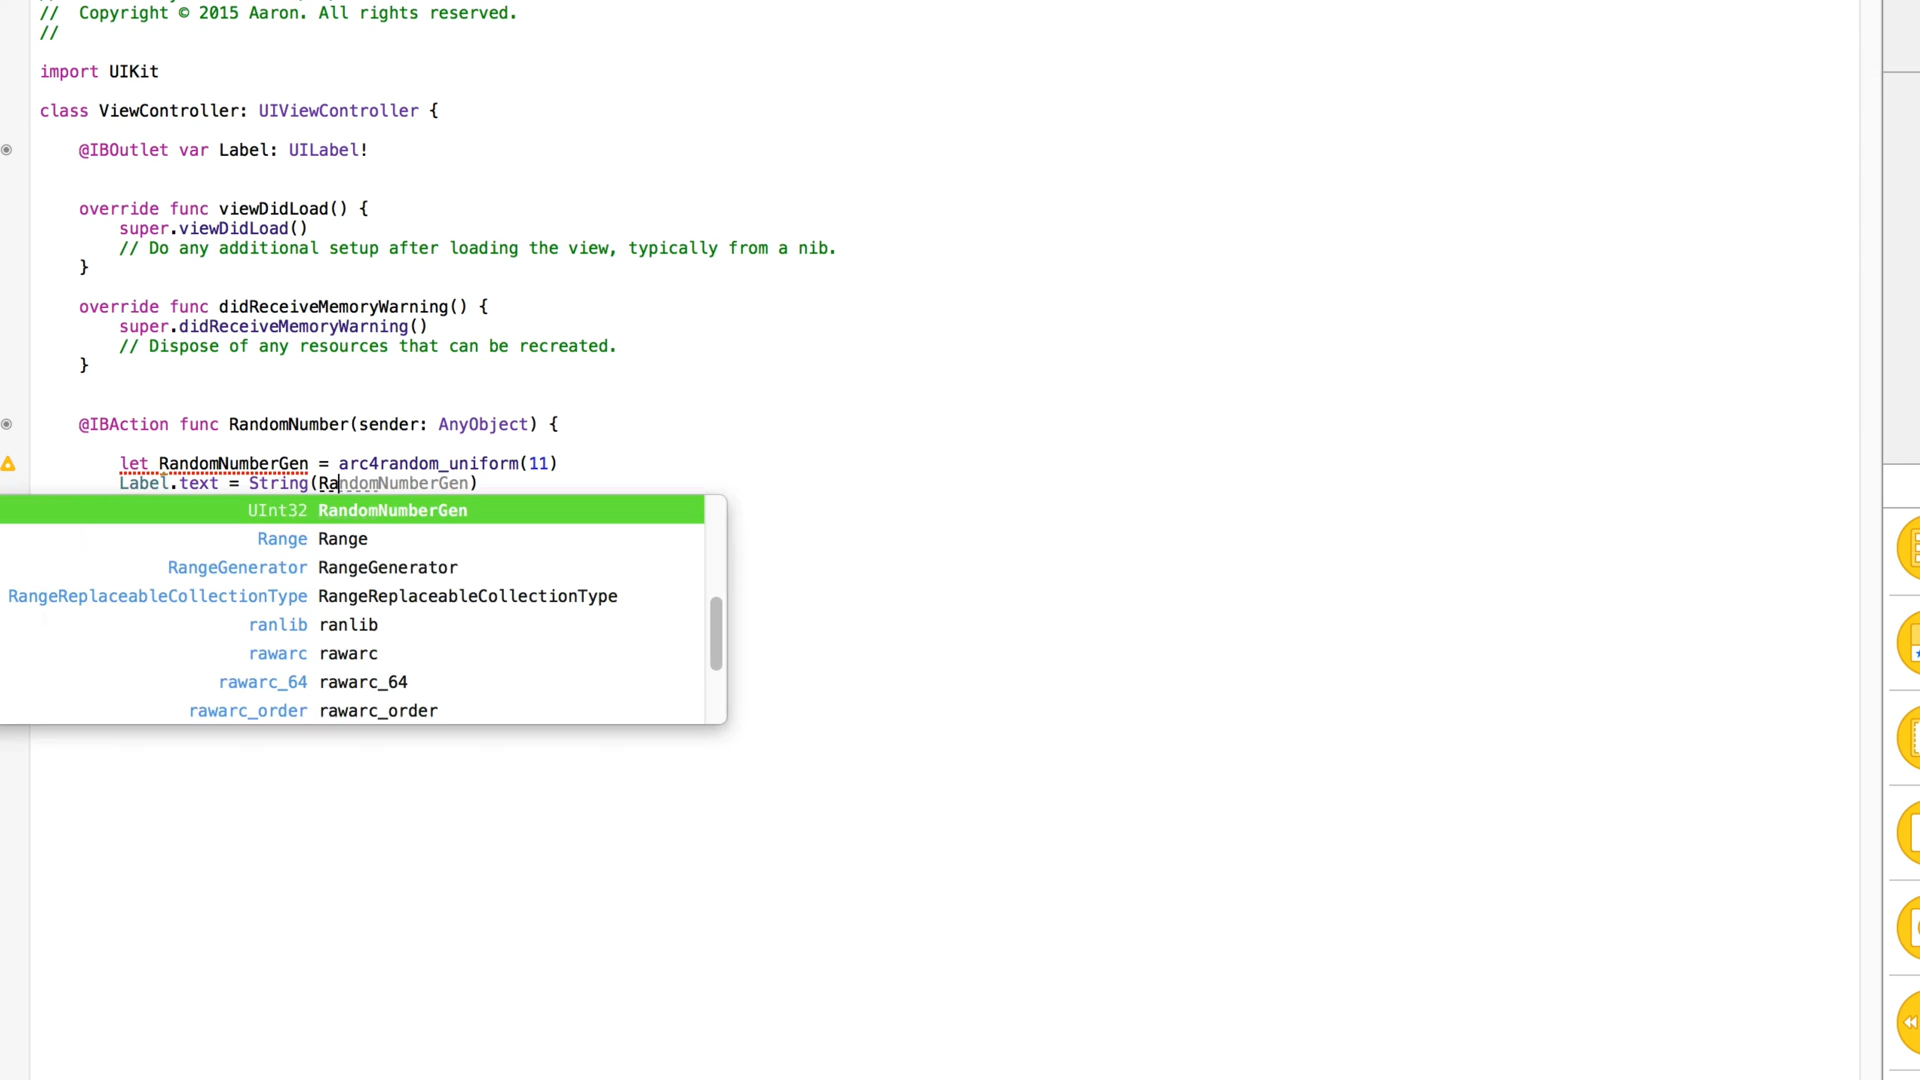 //  Copyright © 2015 Aaron. All rights reserved.
//
import UIKit
class ViewController: UIViewController {
@IBOutlet var Label: UILabel!
override func viewDidLoad() {
super.viewDidLoad()
// Do any additional setup after loading the view, typically from a nib.
}
override func didReceiveMemoryWarning() {
super.didReceiveMemoryWarning()
// Dispose of any resources that can be recreated.
}
@IBAction func RandomNumber(sender: AnyObject) {
let RandomNumberGen = arc4random_uniform(11)
Label.text = String(RandomNumberGen)
UInt32 RandomNumberGen
Range Range
RangeGenerator RangeGenerator
RangeReplaceableCollectionType RangeReplaceableCollectionType
ranlib ranlib
rawarc rawarc
rawarc_64 rawarc_64
rawarc_order rawarc_order